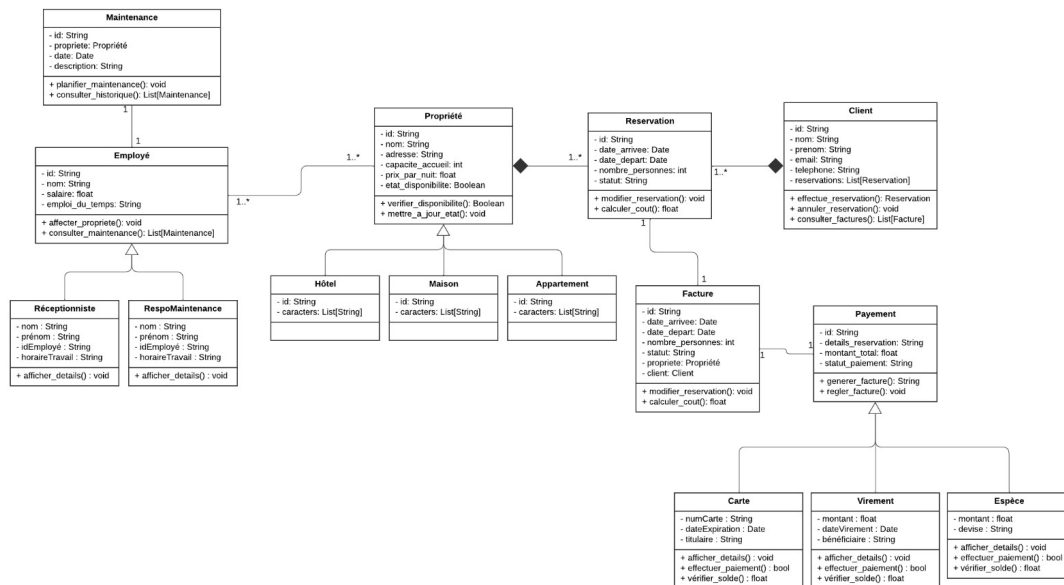 Maintenance
- id: String
- propriete: Propriété
- date: Date
- description: String
+ planifier_maintenance(): void
+ consulter_historique(): List[Maintenance]
1
1
Employé
- id: String
- nom: String
- salaire: float
- emploi_du_temps: String
+ affecter_propriete(): void
+ consulter_maintenance(): List[Maintenance]
1..*
1..*
Propriété
- id: String
- nom: String
- adresse: String
- capacite_accueil: int
- prix_par_nuit: float
- etat_disponibilite: Boolean
+ verifier_disponibilite(): Boolean
+ mettre_a_jour_etat(): void
1..*
Reservation
- id: String
- date_arrivee: Date
- date_depart: Date
- nombre_personnes: int
- statut: String
+ modifier_reservation(): void
+ calculer_cout(): float
1..*
Client
- id: String
- nom: String
- prenom: String
- email: String
- telephone: String
- reservations: List[Reservation]
+ effectue_reservation(): Reservation
+ annuler_reservation(): void
+ consulter_factures(): List[Facture]
1
1
Réceptionniste
- nom : String
- prénom : String
- idEmployé : String
- horaireTravail : String
+ afficher_details() : void
RespoMaintenance
- nom : String
- prénom : String
- idEmployé : String
- horaireTravail : String
+ afficher_details() : void
Hôtel
- id: String
- caracters: List[String]
Maison
- id: String
- caracters: List[String]
Appartement
- id: String
- caracters: List[String]
Facture
- id: String
- date_arrivee: Date
- date_depart: Date
- nombre_personnes: int
- statut: String
- propriete: Propriété
- client: Client
+ modifier_reservation(): void
+ calculer_cout(): float
1
1
Payement
- id: String
- details_reservation: String
- montant_total: float
- statut_paiement: String
+ generer_facture(): String
+ regler_facture(): void
Carte
- numCarte : String
- dateExpiration : Date
- titulaire : String
+ afficher_details() : void
+ effectuer_paiement() : bool
+ vérifier_solde() : float
Virement
- montant : float
- dateVirement : Date
- bénéficiaire : String
+ afficher_details() : void
+ effectuer_paiement() : bool
+ vérifier_solde() : float
Espèce
- montant : float
- devise : String
+ afficher_details() : void
+ effectuer_paiement() : bool
+ vérifier_solde() : float